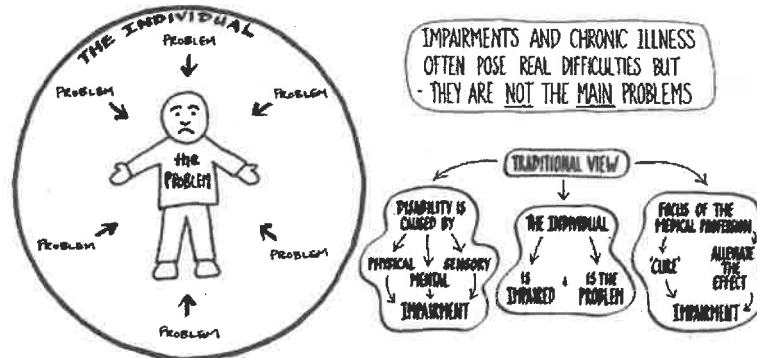 THE INDIVIDUAL
PROBLEM
PROBLEM
PROBLEM
the
PROBLEM
PROBLEM
PROBLEM
PROBLEM
IMPAIRMENTS AND CHRONIC ILLNESS
OFTEN POSE REAL DIFFICULTIES BUT
- THEY ARE NOT THE MAIN PROBLEMS
TRADITIONAL VIEW
DISABILITY IS
CAUSED BY
PHYSICAL SENSORY
MENTAL
IMPAIRMENT
THE INDIVIDUAL
IS IMPAIRED + IS THE PROBLEM
FOCUS OF THE
MEDICAL PROFESSION
'CURE'
ALLEVIATE
THE
EFFECT
IMPAIRMENT